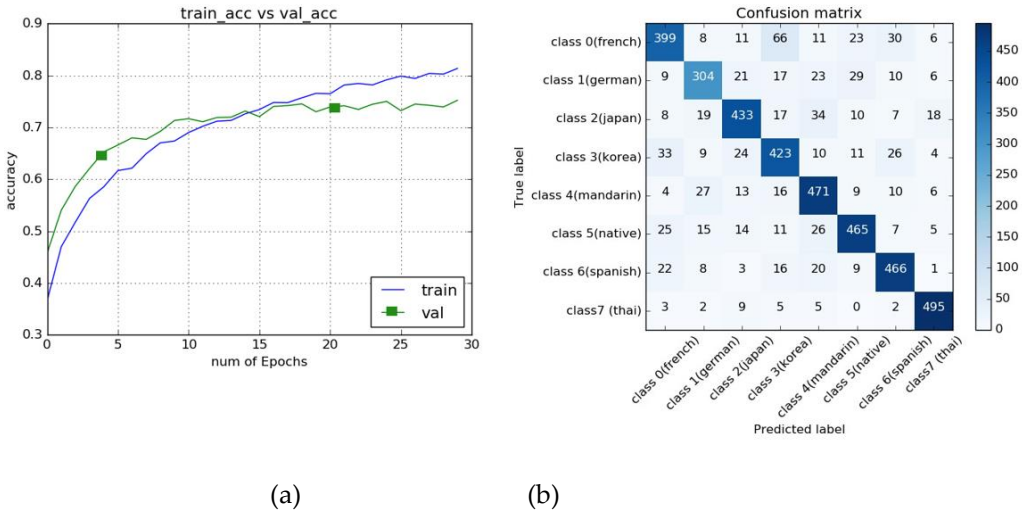 train_acc vs val_acc
0.9
0.8
0.7
0.6
0.5
0.4
0.3
accuracy
0 5 10 15 20 25 30
num of Epochs
train
val
Confusion matrix
True label
class 0(french) 399 8 11 66 11 23 30 6
class 1(german) 9 304 21 17 23 29 10 6
class 2(japan) 8 19 433 17 34 10 7 18
class 3(korea) 33 9 24 423 10 11 26 4
class 4(mandarin) 4 27 13 16 471 9 10 6
class 5(native) 25 15 14 11 26 465 7 5
class 6(spanish) 22 8 3 16 20 9 466 1
class7 (thai) 3 2 9 5 5 0 2 495
class 0(french)
class 1(german)
class 2(japan)
class 3(korea)
class 4(mandarin)
class 5(native)
class 6(spanish)
class7 (thai)
Predicted label
450
400
350
300
250
200
150
100
50
0
(a) (b)